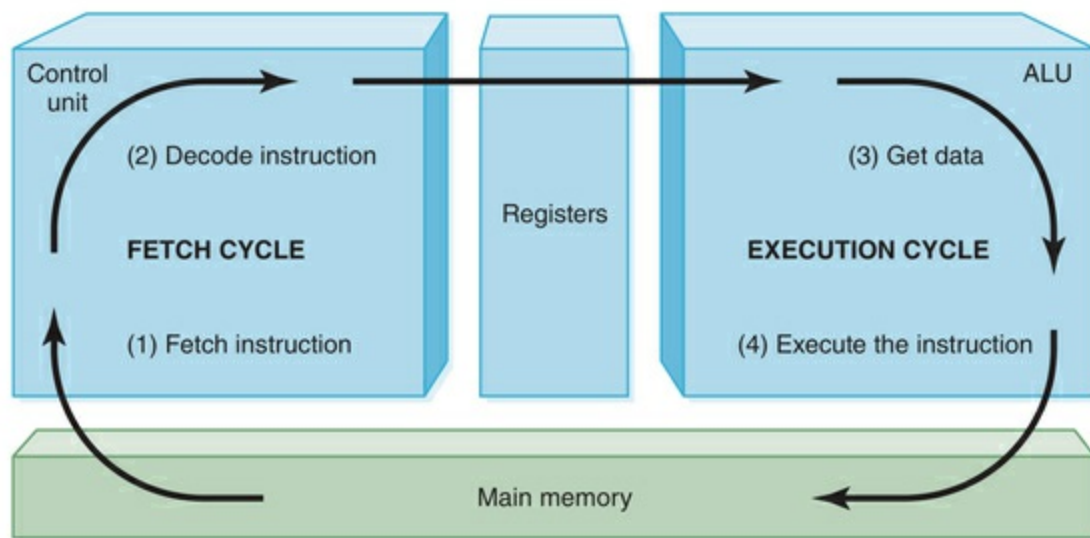 Control
unit
ALU
(2) Decode instruction
(3) Get data
Registers
FETCH CYCLE
EXECUTION CYCLE
(1) Fetch instruction
(4) Execute the instruction
Main memory